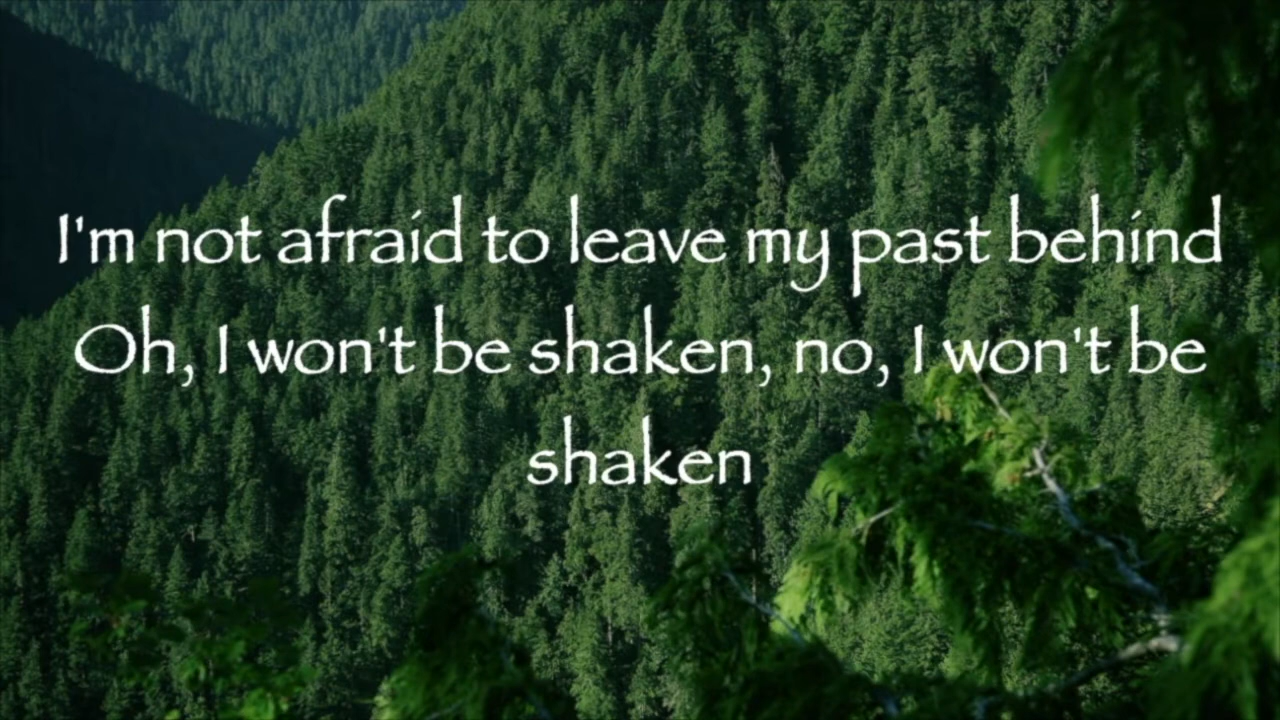 I'm not afraid to leave my past behind
Oh, I won't be shaken, no, I won't be
shaken